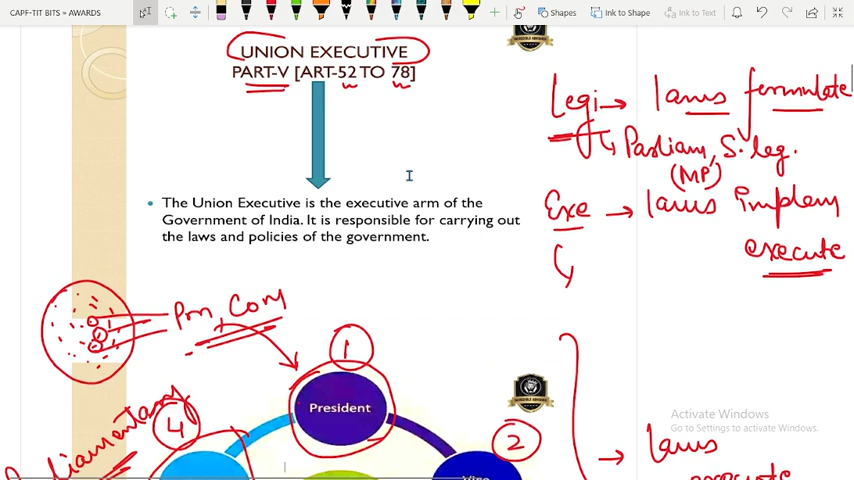 CAPF-TIT BITS » AWARDS
Shapes
Ink to Shape
Ink to Text
UNION EXECUTIVE
PART-V [ART-52 TO 78]
Legi → laws formulate
Parliam, S. leg.
(MP)
The Union Executive is the executive arm of the
Government of India. It is responsible for carrying out
the laws and policies of the government.
Exe → laws implem
execute
Com
1
President
4
2
Activate Windows
Go to Settings to activate Windows.
→ laws